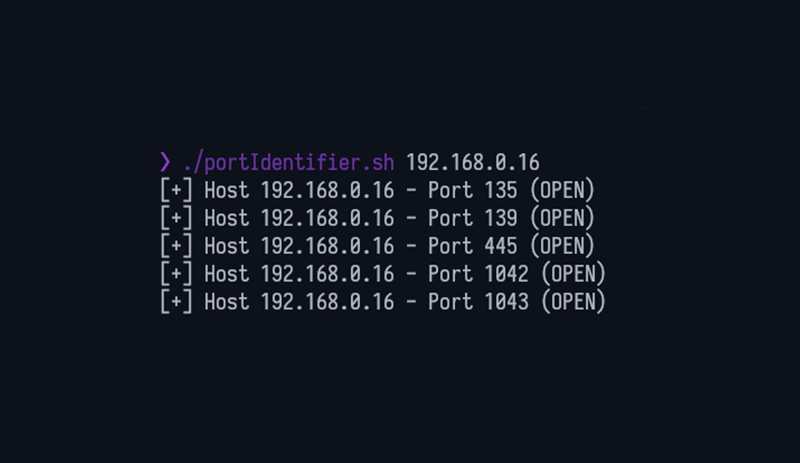 ❯ ./portIdentifier.sh 192.168.0.16
[+] Host 192.168.0.16 - Port 135 (OPEN)
[+] Host 192.168.0.16 - Port 139 (OPEN)
[+] Host 192.168.0.16 - Port 445 (OPEN)
[+] Host 192.168.0.16 - Port 1042 (OPEN)
[+] Host 192.168.0.16 - Port 1043 (OPEN)